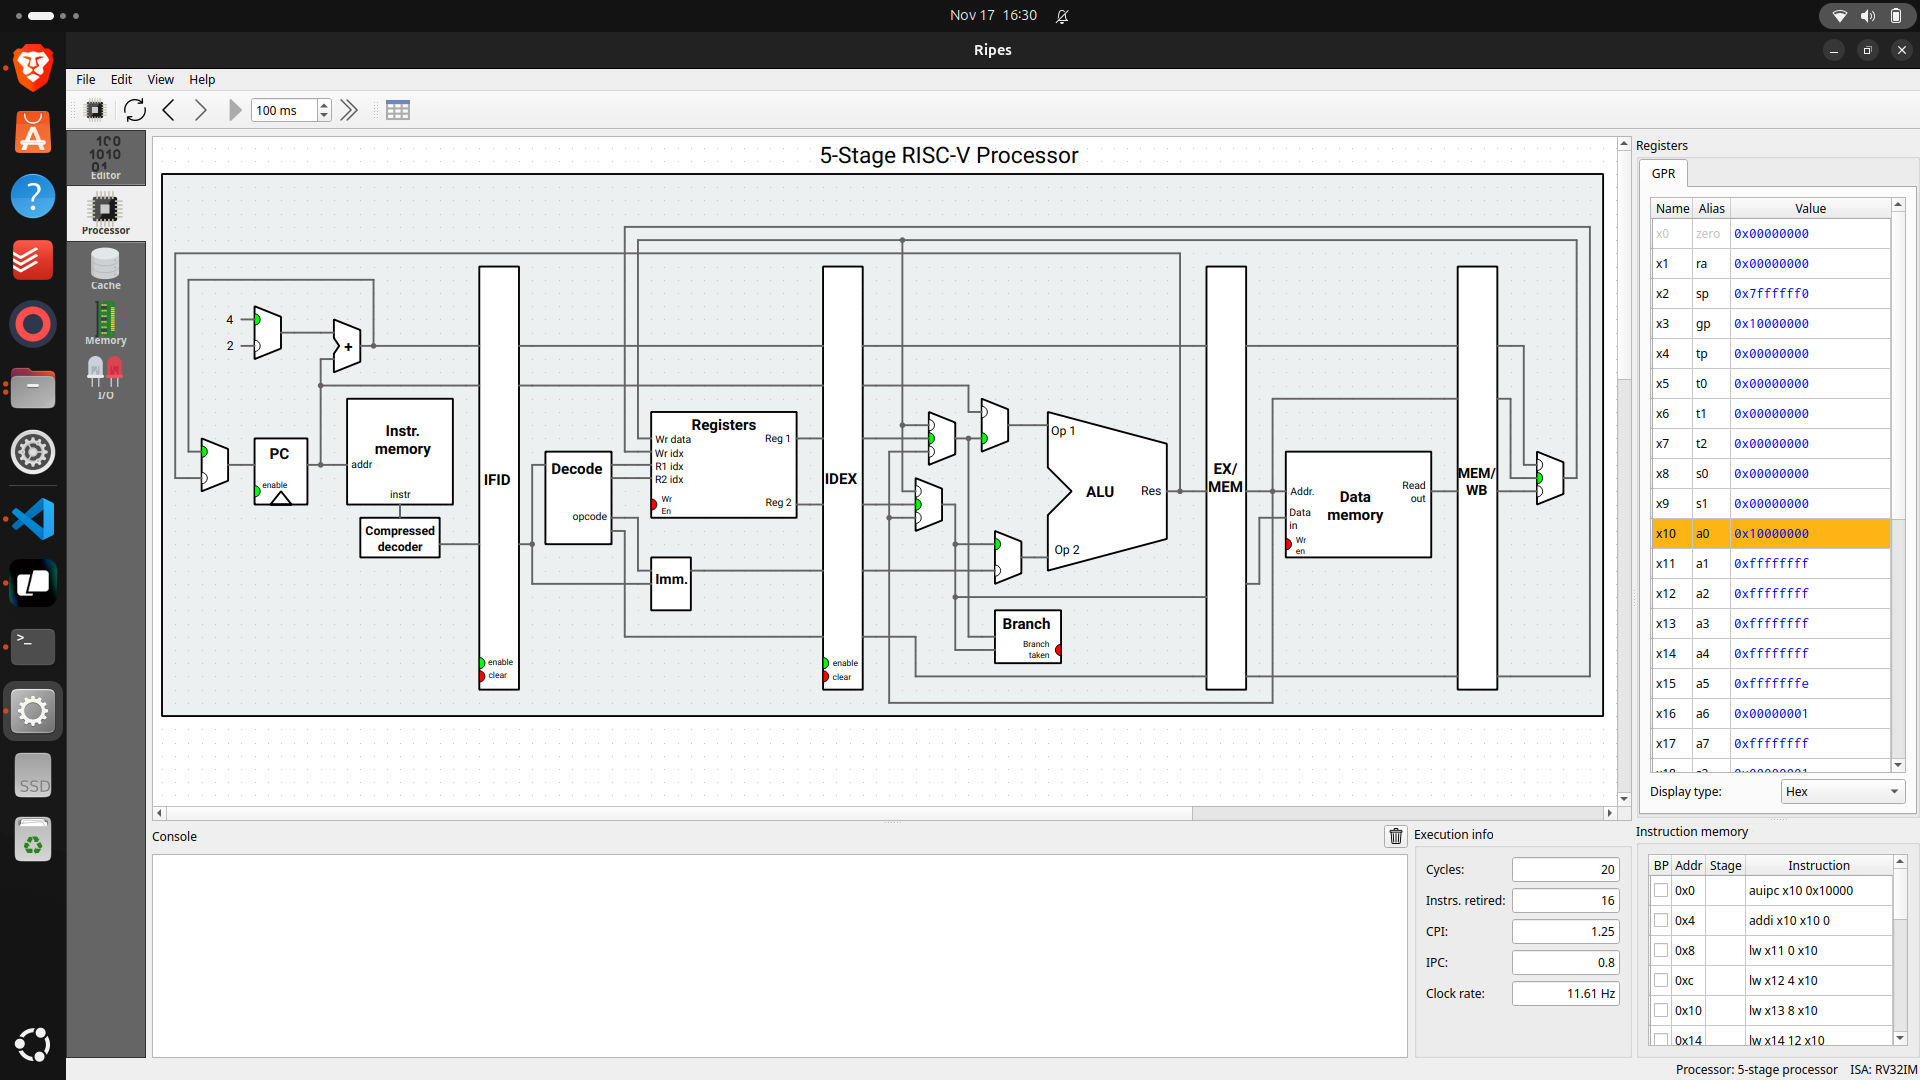 Nov 17 16:30
Ripes
File Edit View Help
100 ms
Editor
Processor
Cache
Memory
I/O
5-Stage RISC-V Processor
4
2
+
PC
enable
Instr.
memory
addr
instr
Compressed
decoder
IFID
enable
clear
Decode
opcode
Registers
Wr data
Wr idx
R1 idx
R2 idx
Wr
En
Reg 1
Reg 2
Imm.
IDEX
enable
clear
Op 1
ALU
Res
Op 2
Branch
Branch
taken
EX/
MEM
Addr.
Data
in
Wr
en
Data
memory
Read
out
MEM/
WB
Registers
GPR
Name Alias Value
x0 zero 0x00000000
x1 ra 0x00000000
x2 sp 0x7ffffff0
x3 gp 0x10000000
x4 tp 0x00000000
x5 t0 0x00000000
x6 t1 0x00000000
x7 t2 0x00000000
x8 s0 0x00000000
x9 s1 0x00000000
x10 a0 0x10000000
x11 a1 0xffffffff
x12 a2 0xffffffff
x13 a3 0xffffffff
x14 a4 0xffffffff
x15 a5 0xfffffffe
x16 a6 0x00000001
x17 a7 0xffffffff
Display type: Hex
Console
Execution info
Cycles: 20
Instrs. retired: 16
CPI: 1.25
IPC: 0.8
Clock rate: 11.61 Hz
Instruction memory
BP Addr Stage Instruction
0x0 auipc x10 0x10000
0x4 addi x10 x10 0
0x8 lw x11 0 x10
0xc lw x12 4 x10
0x10 lw x13 8 x10
0x14 lw x14 12 x10
SSD
Processor: 5-stage processor ISA: RV32IM